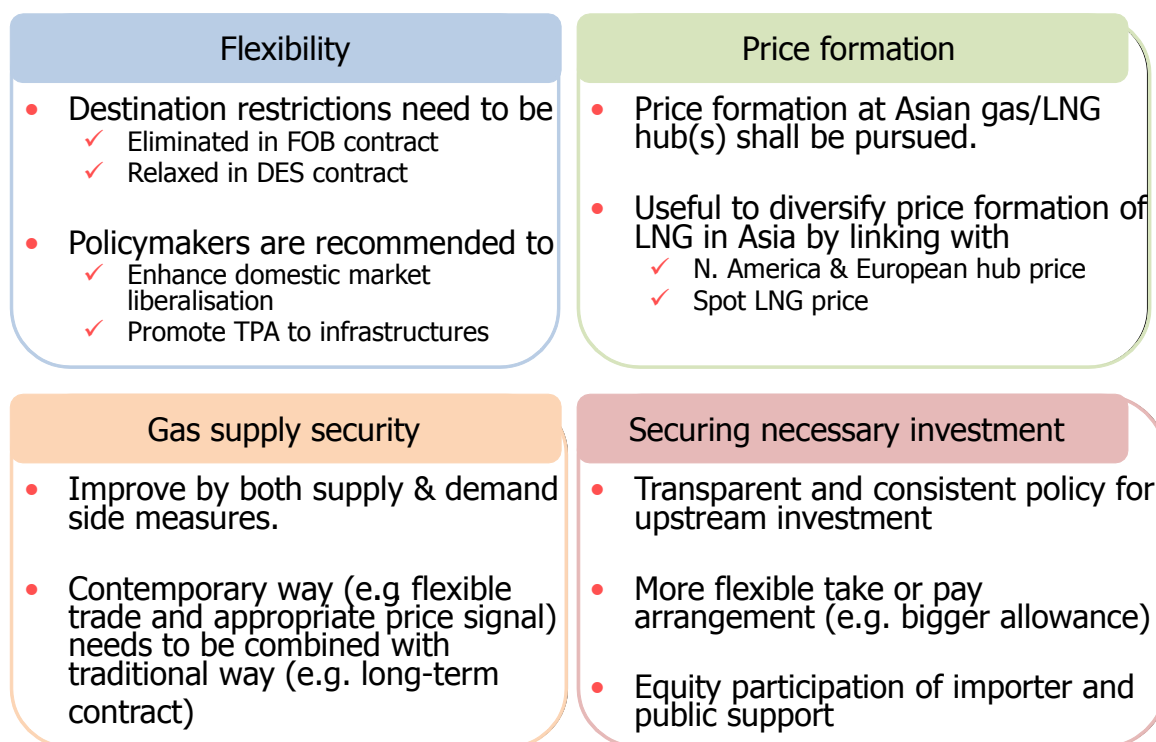 Flexibility
• Destination restrictions need to be
✓ Eliminated in FOB contract
✓ Relaxed in DES contract
• Policymakers are recommended to
✓ Enhance domestic market
liberalisation
✓ Promote TPA to infrastructures
Price formation
• Price formation at Asian gas/LNG
hub(s) shall be pursued.
• Useful to diversify price formation of
LNG in Asia by linking with
✓ N. America & European hub price
✓ Spot LNG price
Gas supply security
• Improve by both supply & demand
side measures.
• Contemporary way (e.g. flexible
trade and appropriate price signal)
needs to be combined with
traditional way (e.g. long-term
contract)
Securing necessary investment
• Transparent and consistent policy for
upstream investment
• More flexible take or pay
arrangement (e.g. bigger allowance)
• Equity participation of importer and
public support